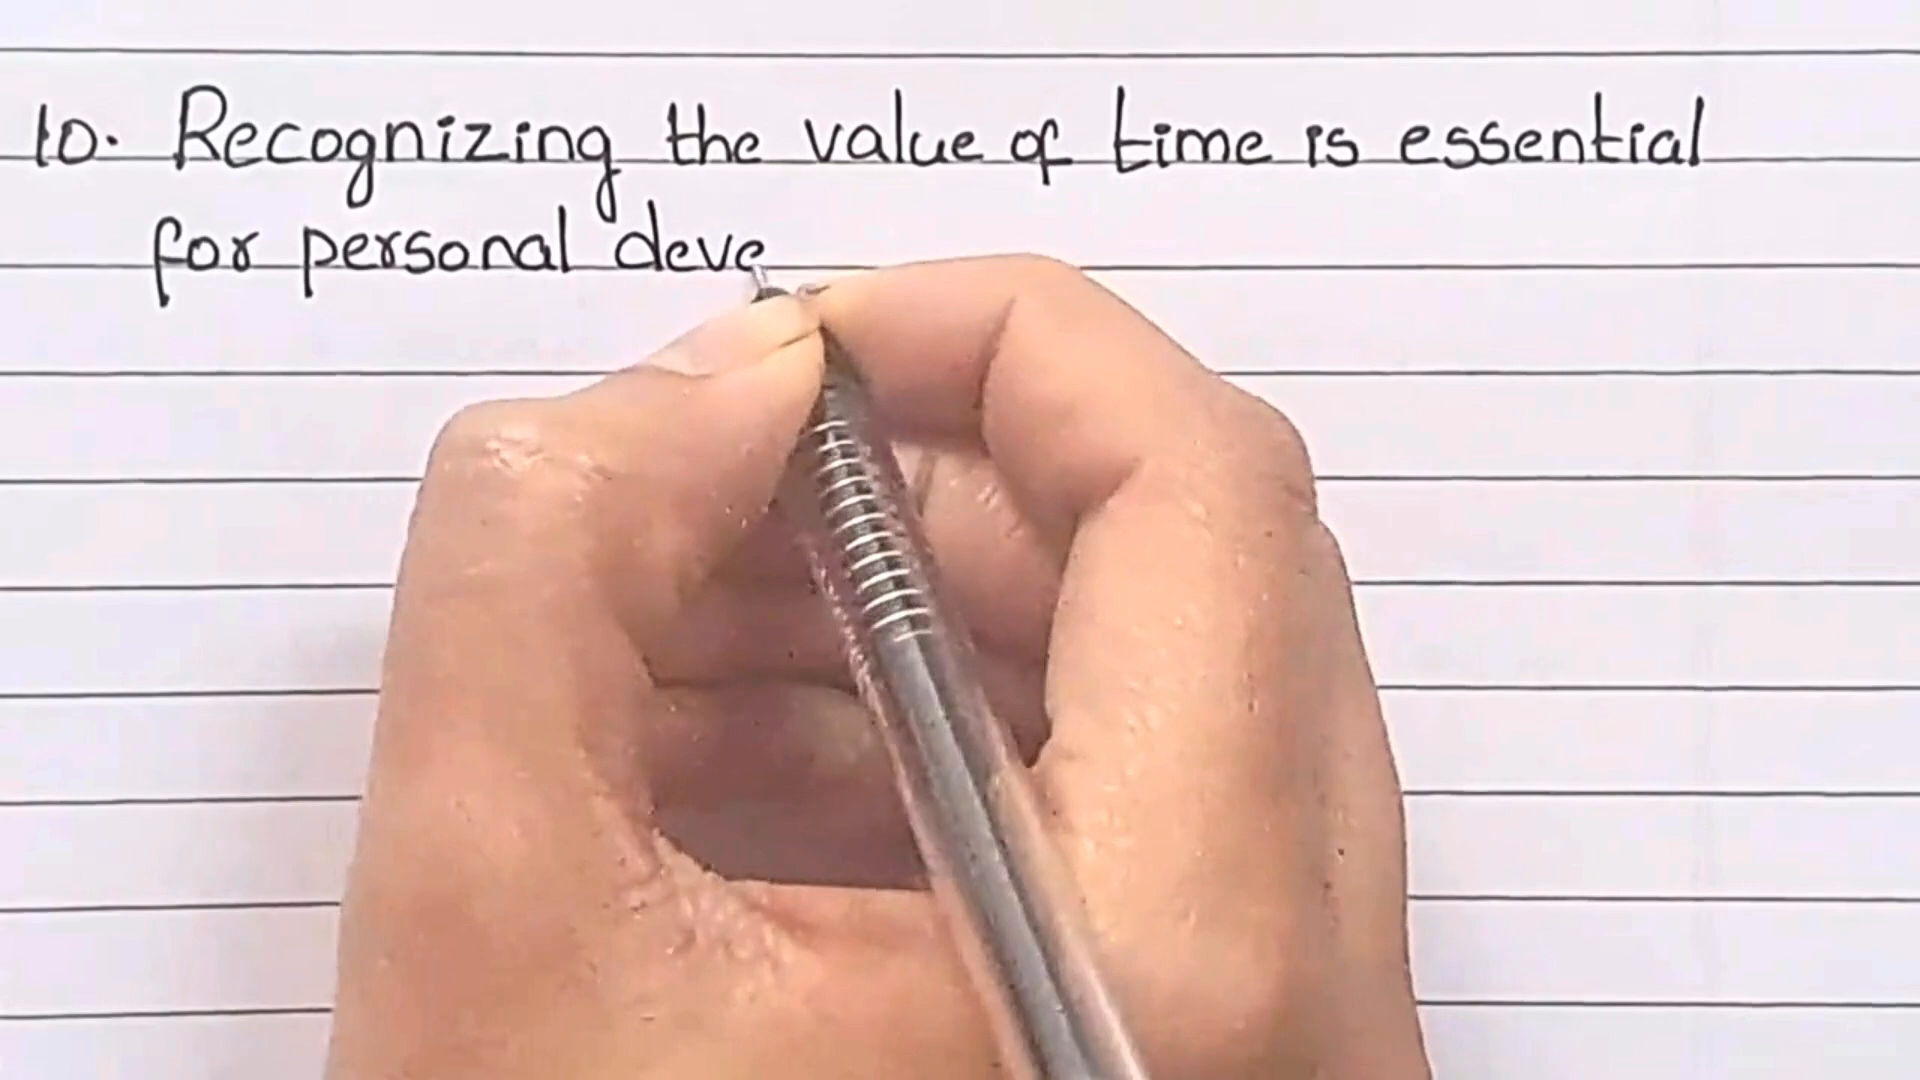 10. Recognizing the value of time is essential
for personal deve